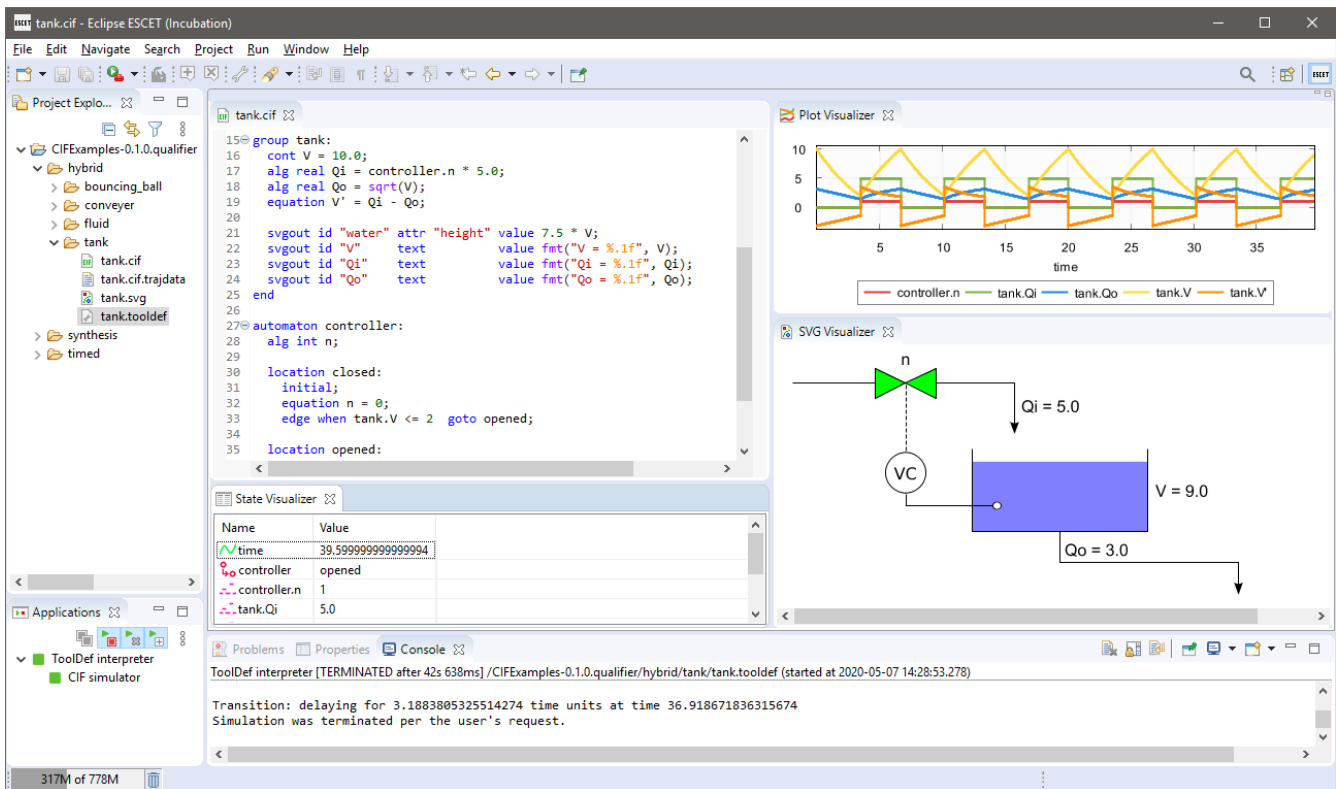 tank.cif - Eclipse ESCET (Incubation)
File Edit Navigate Search Project Run Window Help
ESCET
Project Explo...
CIFExamples-0.1.0.qualifier
hybrid
bouncing_ball
conveyer
fluid
tank
tank.cif
tank.cif.trajdata
tank.svg
tank.tooldef
synthesis
timed
tank.cif
15 group tank:
16 cont V = 10.0;
17 alg real Qi = controller.n * 5.0;
18 alg real Qo = sqrt(V);
19 equation V' = Qi - Qo;
20
21 svgout id "water" attr "height" value 7.5 * V;
22 svgout id "V" text value fmt("V = %.1f", V);
23 svgout id "Qi" text value fmt("Qi = %.1f", Qi);
24 svgout id "Qo" text value fmt("Qo = %.1f", Qo);
25 end
26
27 automaton controller:
28 alg int n;
29
30 location closed:
31 initial;
32 equation n = 0;
33 edge when tank.V <= 2 goto opened;
34
35 location opened:
Plot Visualizer
10
5
0
5 10 15 20 25 30 35
time
controller.n tank.Qi tank.Qo tank.V tank.V'
SVG Visualizer
n
Qi = 5.0
VC
V = 9.0
Qo = 3.0
State Visualizer
Name Value
time 39.599999999999994
controller opened
controller.n 1
tank.Qi 5.0
Applications
ToolDef interpreter
CIF simulator
Problems Properties Console
ToolDef interpreter [TERMINATED after 42s 638ms] /CIFExamples-0.1.0.qualifier/hybrid/tank/tank.tooldef (started at 2020-05-07 14:28:53.278)
Transition: delaying for 3.1883805325514274 time units at time 36.918671836315674
Simulation was terminated per the user's request.
317M of 778M